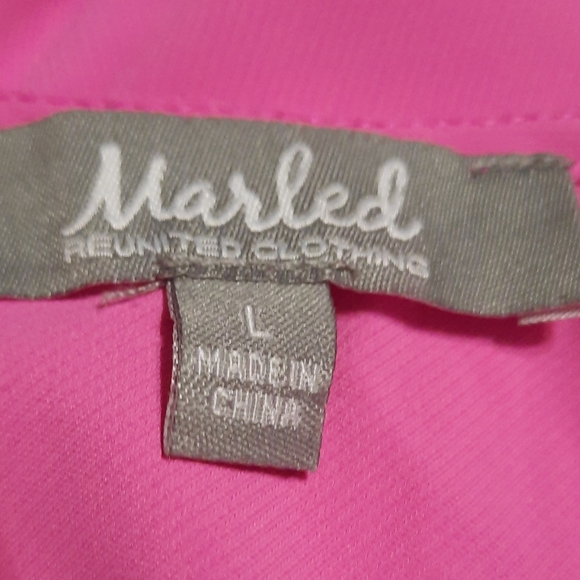 Marled
REUNITED CLOTHING
L
MADE IN
CHINA